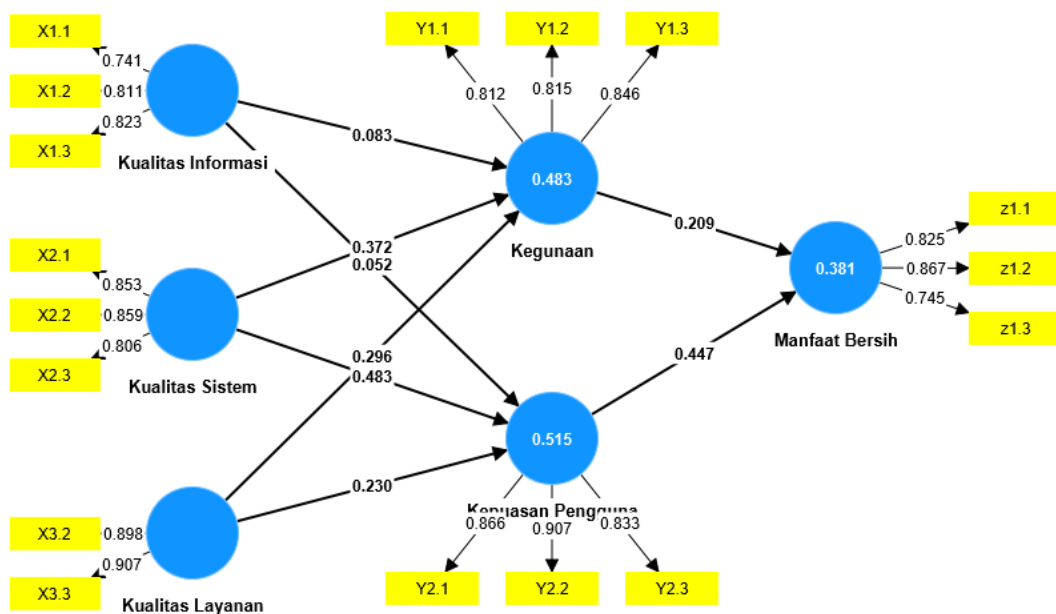 X1.1
0.741
X1.2
0.811
X1.3
0.823
Kualitas Informasi
X2.1
0.853
X2.2
0.859
X2.3
0.806
Kualitas Sistem
X3.2
0.898
X3.3
0.907
Kualitas Layanan
0.083
0.372
0.052
0.296
0.483
0.230
Y1.1
Y1.2
Y1.3
0.812
0.815
0.846
0.483
Kegunaan
0.515
Kepuasan Pengguna
0.866
0.907
0.833
Y2.1
Y2.2
Y2.3
0.209
0.447
0.381
Manfaat Bersih
0.825
z1.1
0.867
z1.2
0.745
z1.3